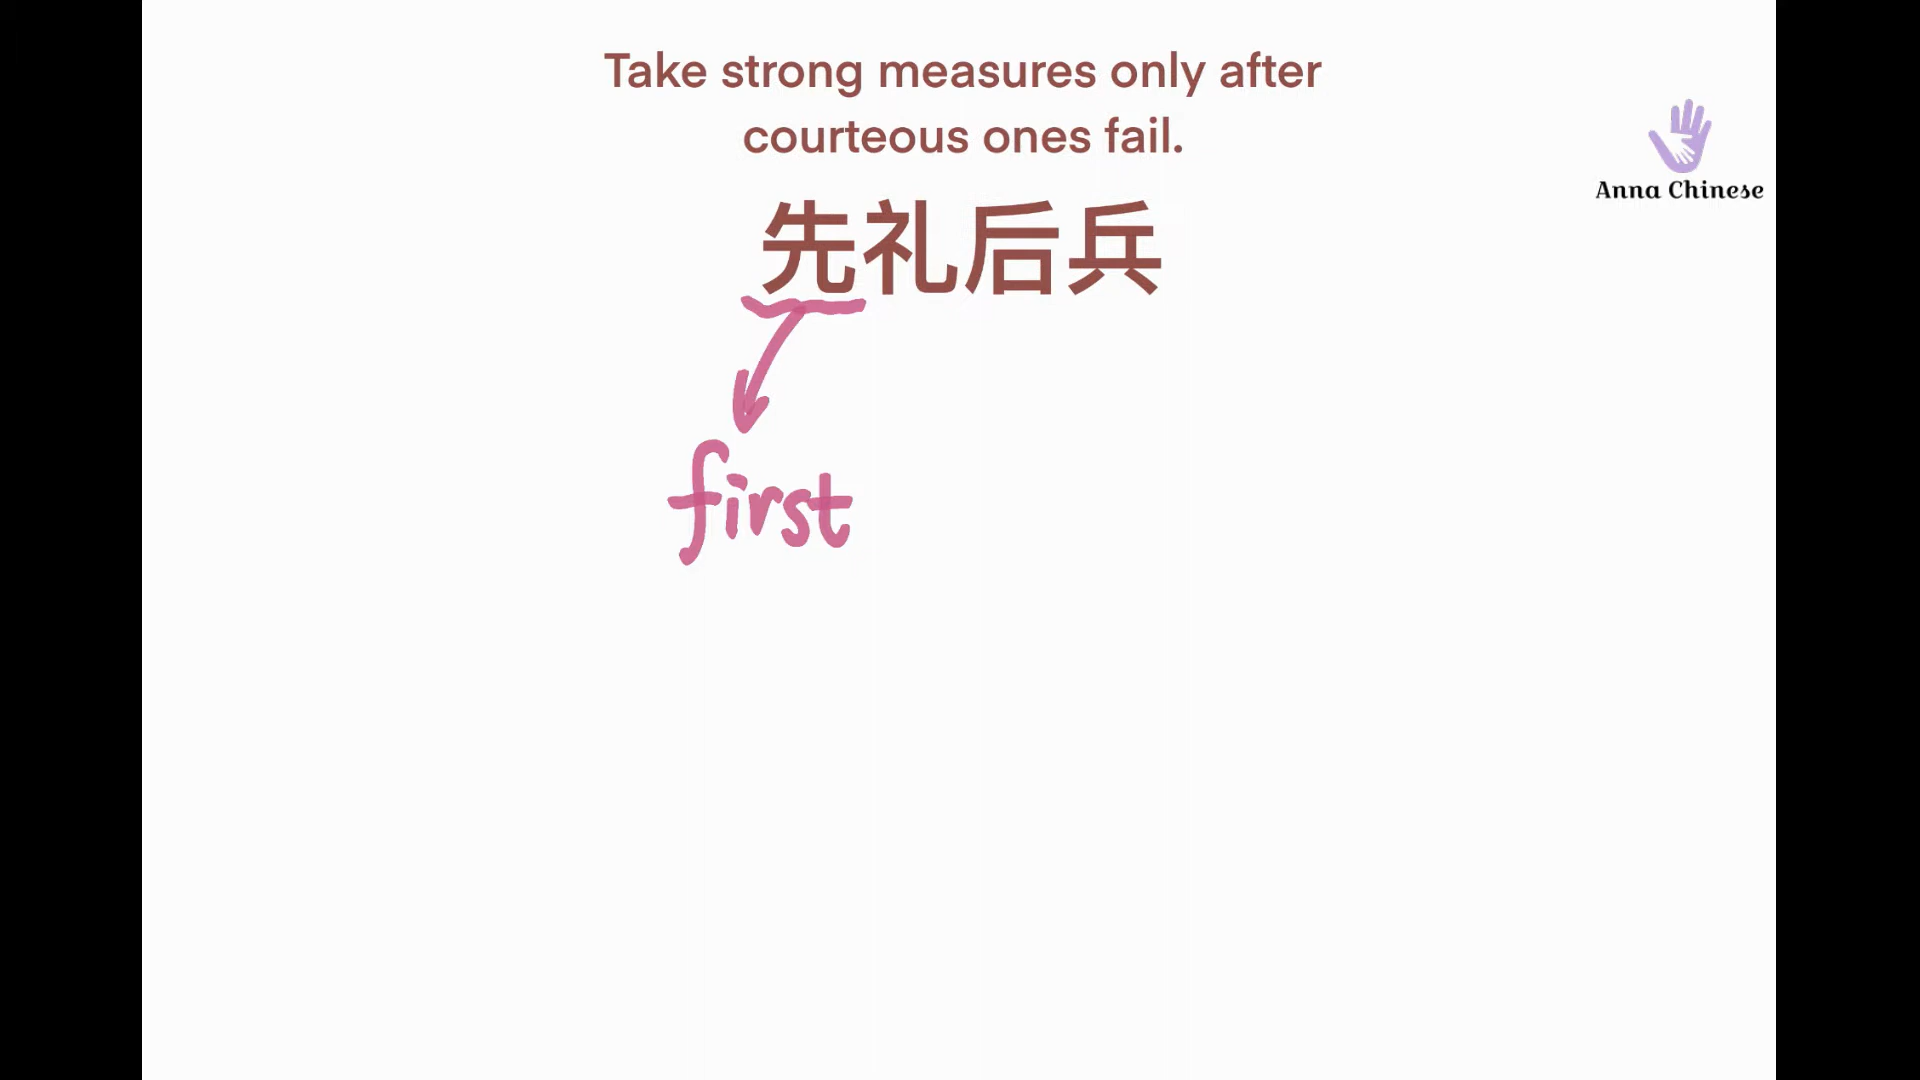 Take strong measures only after
courteous ones fail.
Anna Chinese
先礼后兵
first